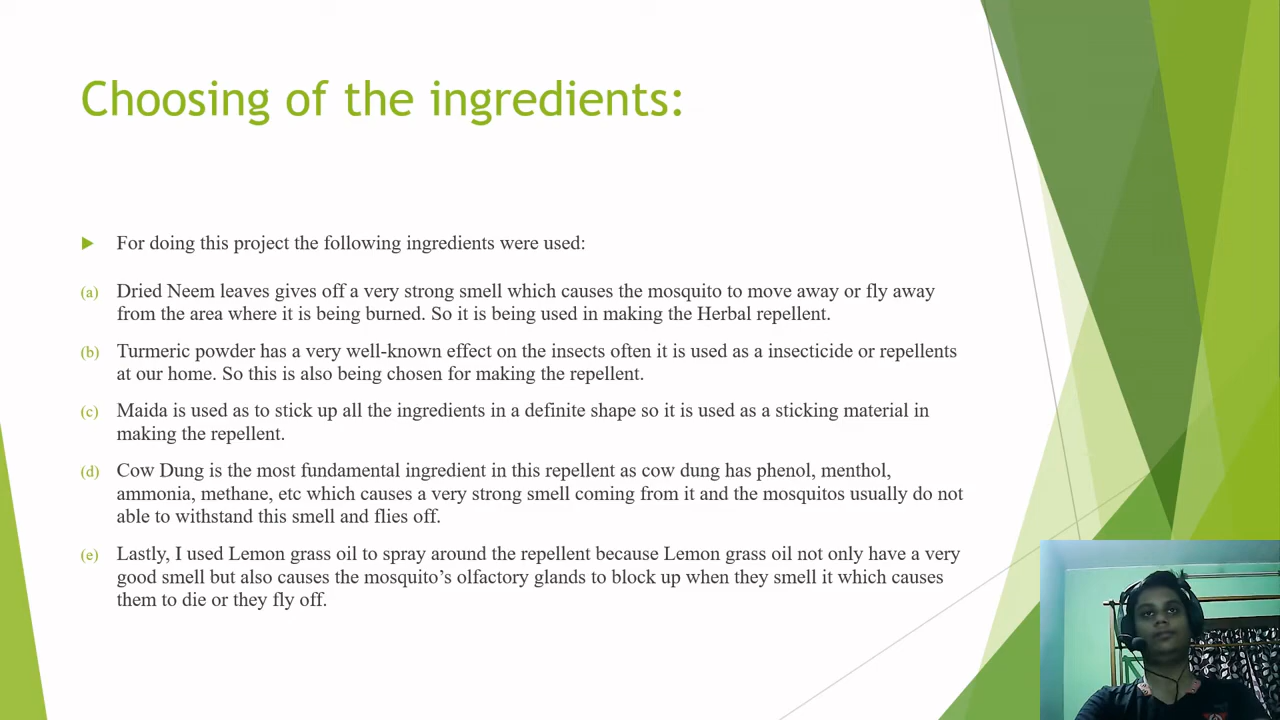 Choosing of the ingredients:
For doing this project the following ingredients were used:
(a) Dried Neem leaves gives off a very strong smell which causes the mosquito to move away or fly away
from the area where it is being burned. So it is being used in making the Herbal repellent.
(b) Turmeric powder has a very well-known effect on the insects often it is used as a insecticide or repellents
at our home. So this is also being chosen for making the repellent.
(c) Maida is used as to stick up all the ingredients in a definite shape so it is used as a sticking material in
making the repellent.
(d) Cow Dung is the most fundamental ingredient in this repellent as cow dung has phenol, menthol,
ammonia, methane, etc which causes a very strong smell coming from it and the mosquitos usually do not
able to withstand this smell and flies off.
(e) Lastly, I used Lemon grass oil to spray around the repellent because Lemon grass oil not only have a very
good smell but also causes the mosquito’s olfactory glands to block up when they smell it which causes
them to die or they fly off.